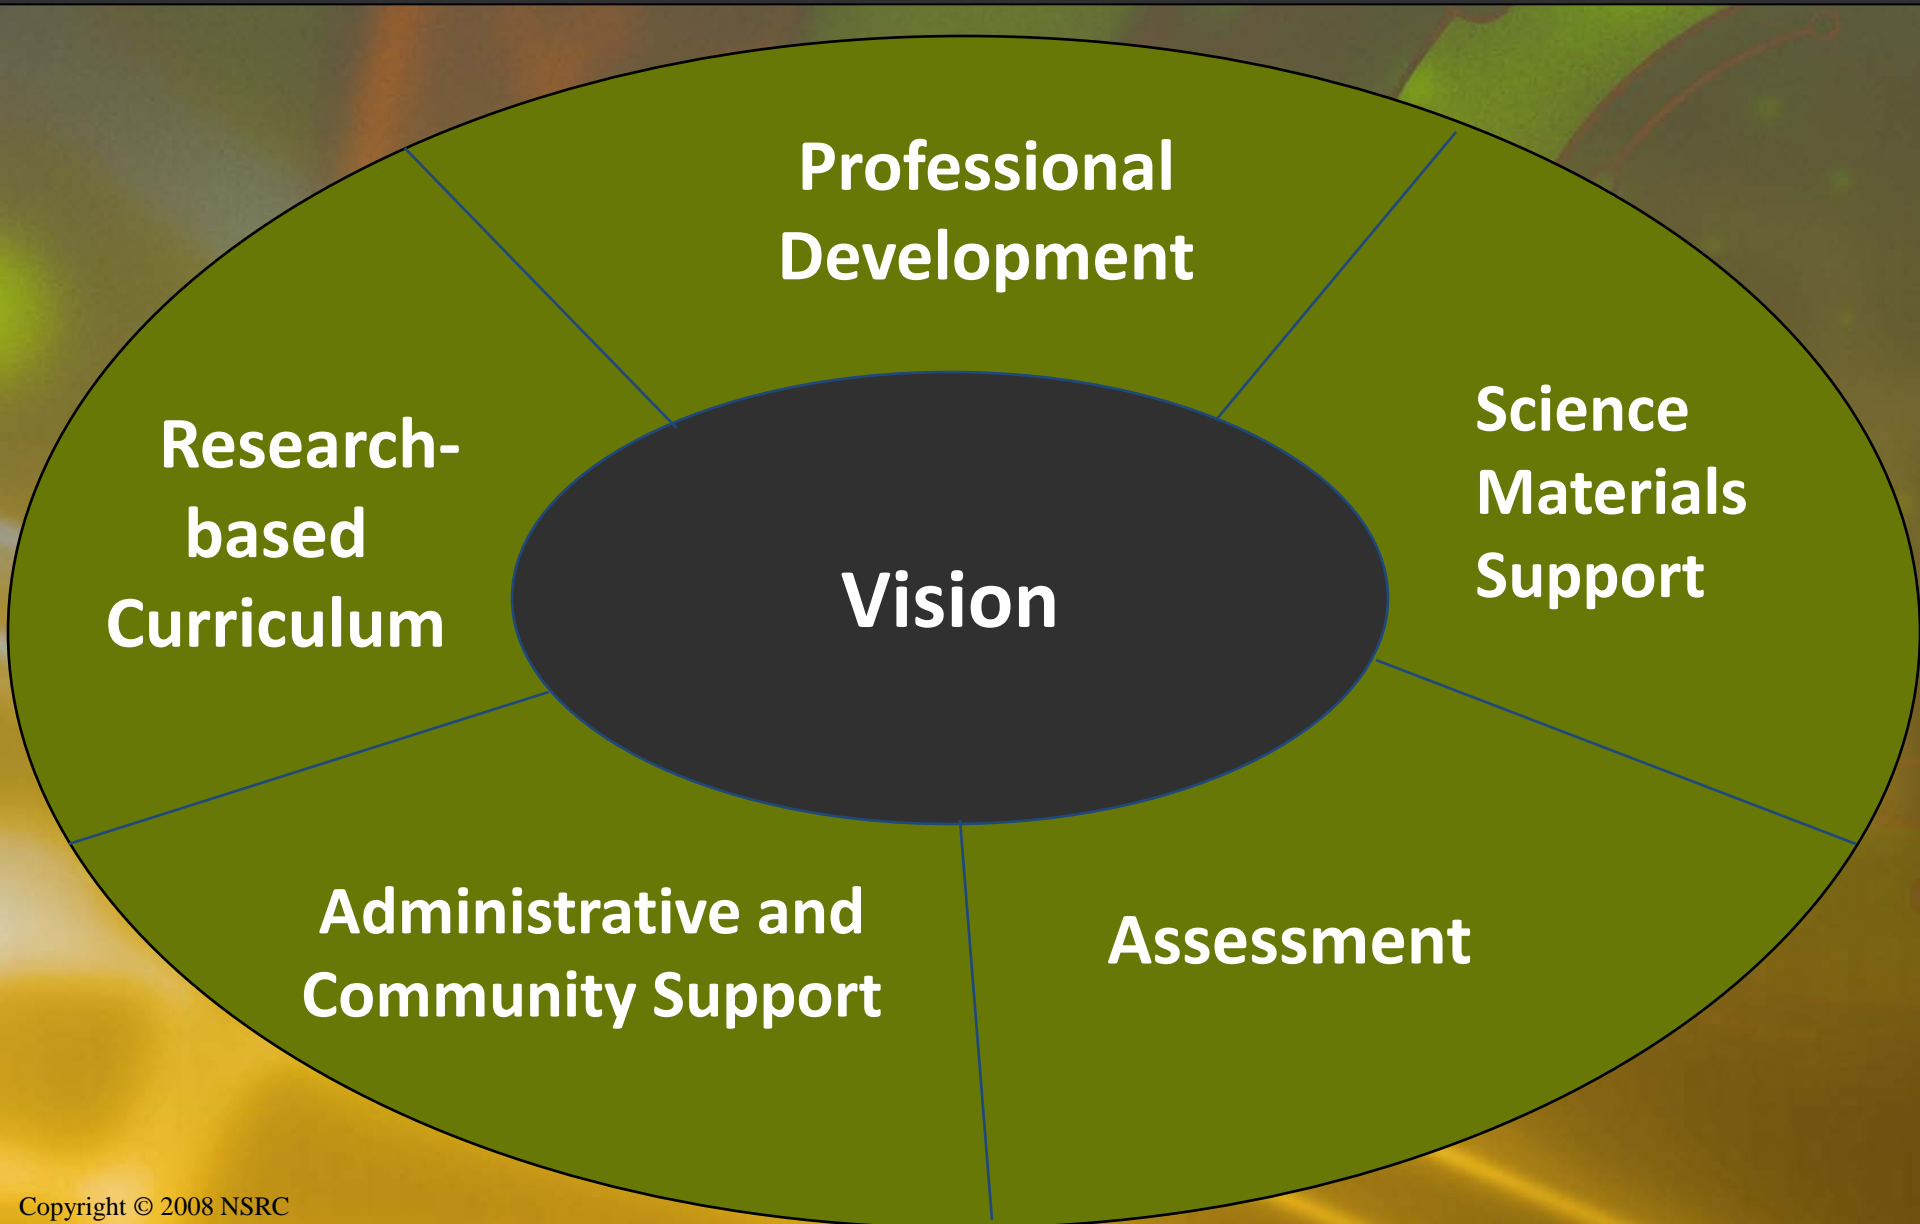 Professional
Development
Science
Materials
Support
Research-
based
Curriculum
Vision
Administrative and
Community Support
Assessment
Copyright © 2008 NSRC